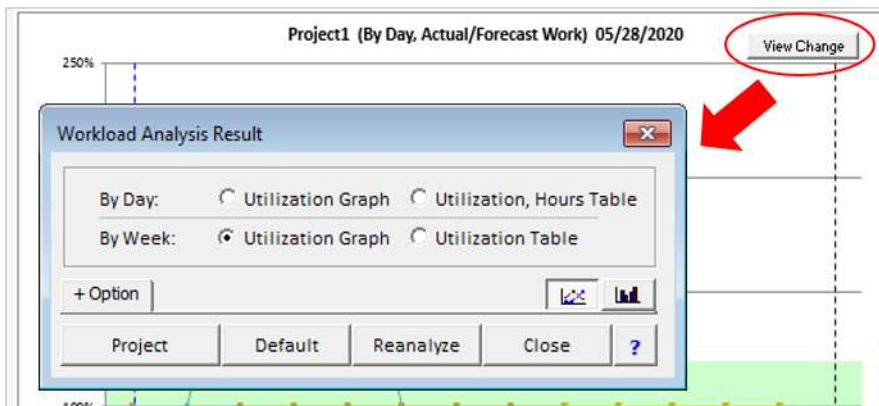 Project1 (By Day, Actual/Forecast Work) 05/28/2020
View Change
250%
Workload Analysis Result
By Day: Utilization Graph Utilization, Hours Table
By Week: Utilization Graph Utilization Table
+ Option
Project Default Reanalyze Close ?
100%